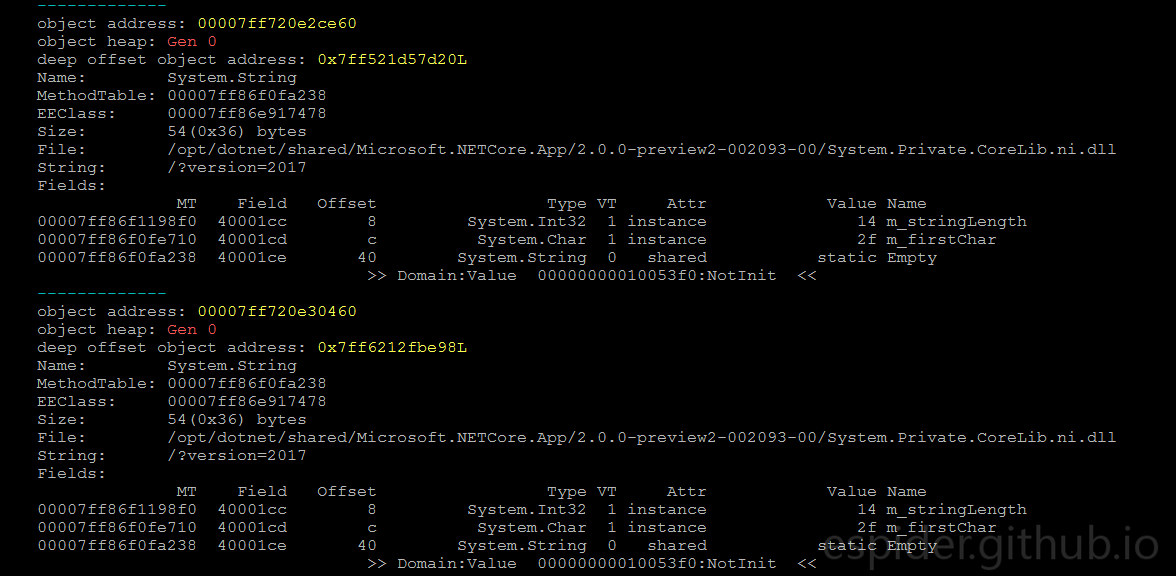 -------------
object address: 00007ff720e2ce60
object heap: Gen 0
deep offset object address: 0x7ff521d57d20L
Name:        System.String
MethodTable: 00007ff86f0fa238
EEClass:     00007ff86e917478
Size:        54(0x36) bytes
File:        /opt/dotnet/shared/Microsoft.NETCore.App/2.0.0-preview2-002093-00/System.Private.CoreLib.ni.dll
String:      /?version=2017
Fields:
              MT    Field   Offset                 Type VT     Attr            Value Name
00007ff86f1198f0  40001cc        8         System.Int32  1 instance               14 m_stringLength
00007ff86f0fe710  40001cd        c          System.Char  1 instance               2f m_firstChar
00007ff86f0fa238  40001ce       40        System.String  0   shared           static Empty
                                 >> Domain:Value  00000000010053f0:NotInit  <<
-------------
object address: 00007ff720e30460
object heap: Gen 0
deep offset object address: 0x7ff6212fbe98L
Name:        System.String
MethodTable: 00007ff86f0fa238
EEClass:     00007ff86e917478
Size:        54(0x36) bytes
File:        /opt/dotnet/shared/Microsoft.NETCore.App/2.0.0-preview2-002093-00/System.Private.CoreLib.ni.dll
String:      /?version=2017
Fields:
              MT    Field   Offset                 Type VT     Attr            Value Name
00007ff86f1198f0  40001cc        8         System.Int32  1 instance               14 m_stringLength
00007ff86f0fe710  40001cd        c          System.Char  1 instance               2f m_firstChar
00007ff86f0fa238  40001ce       40        System.String  0   shared           static Empty
                                 >> Domain:Value  00000000010053f0:NotInit  <<
espider.github.io